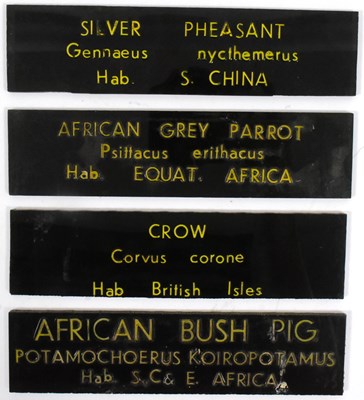 SILVER PHEASANT
Gennaeus nycthemerus
Hab. S. CHINA
AFRICAN GREY PARROT
Psittacus erithacus
Hab. EQUAT. AFRICA
CROW
Corvus corone
Hab British Isles
AFRICAN BUSH PIG
POTAMOCHOERUS KOIROPOTAMUS
Hab. S.C.& E. AFRICA